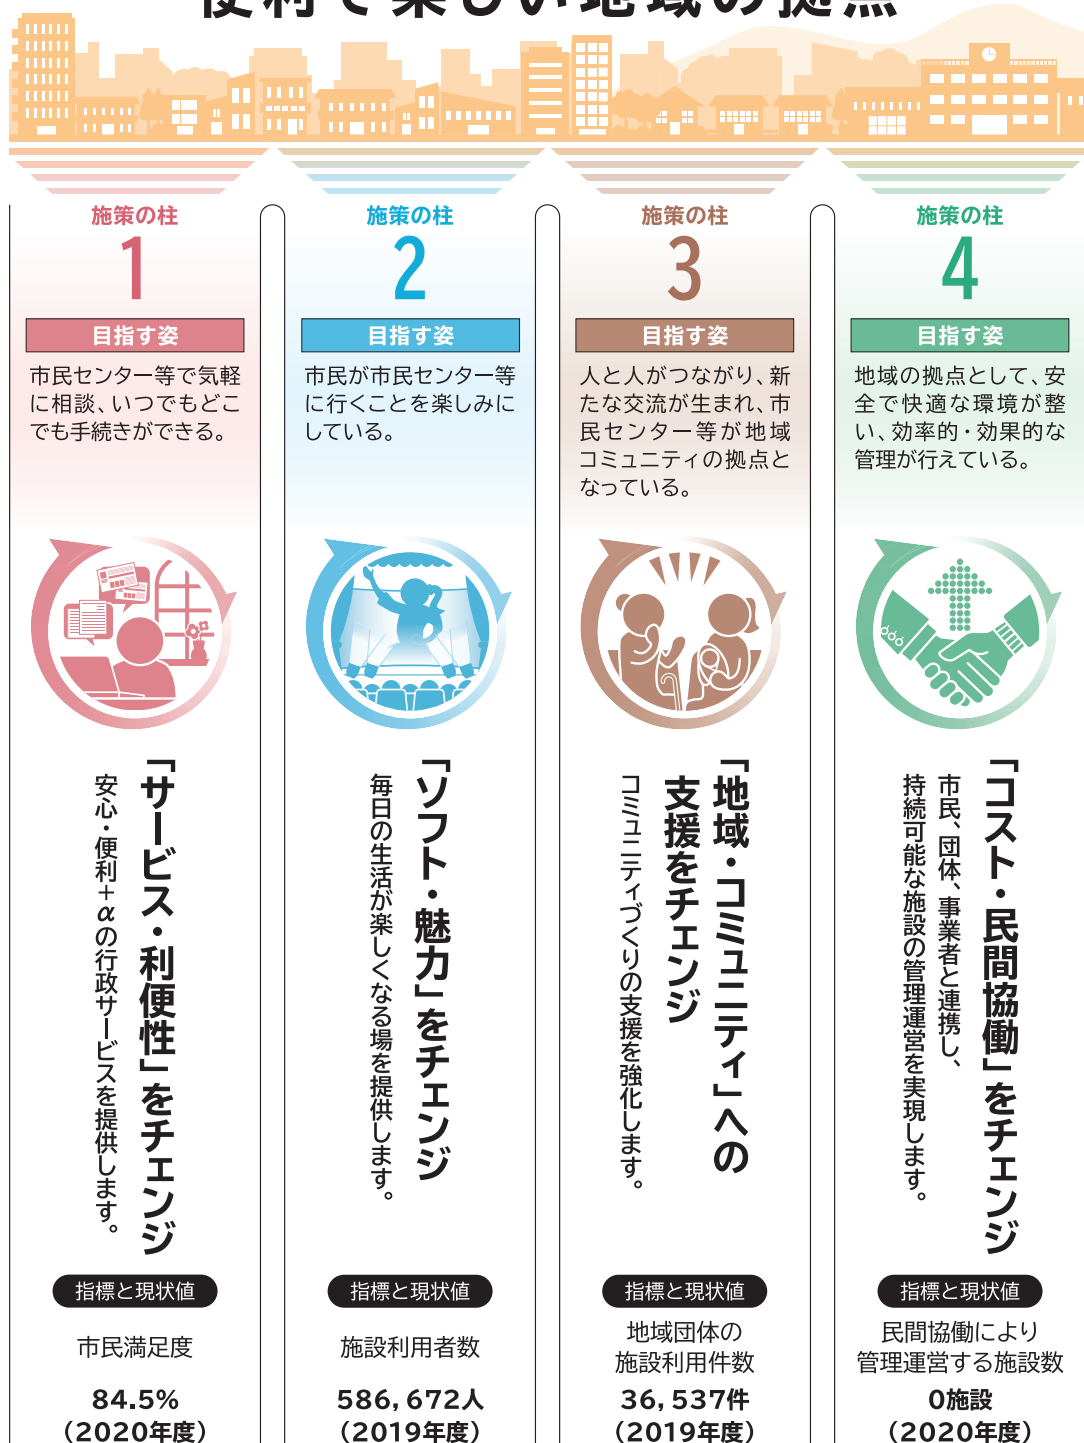 便利で楽しい地域の拠点
施策の柱
1
目指す姿
市民センター等で気軽
に相談、いつでもどこ
でも手続きができる。
「サービス・利便性」をチェンジ
安心・便利+αの行政サービスを提供します。
指標と現状値
市民満足度
84.5%
（2020年度）
施策の柱
2
目指す姿
市民が市民センター等
に行くことを楽しみに
している。
「ソフト・魅力」をチェンジ
毎日の生活が楽しくなる場を提供します。
指標と現状値
施設利用者数
586,672人
（2019年度）
施策の柱
3
目指す姿
人と人がつながり、新
たな交流が生まれ、市
民センター等が地域
コミュニティの拠点と
なっている。
「地域・コミュニティ」への
支援をチェンジ
コミュニティづくりの支援を強化します。
指標と現状値
地域団体の
施設利用件数
36,537件
（2019年度）
施策の柱
4
目指す姿
地域の拠点として、安
全で快適な環境が整
い、効率的・効果的な
管理が行えている。
「コスト・民間協働」をチェンジ
市民、団体、事業者と連携し、
持続可能な施設の管理運営を実現します。
指標と現状値
民間協働により
管理運営する施設数
0施設
（2020年度）